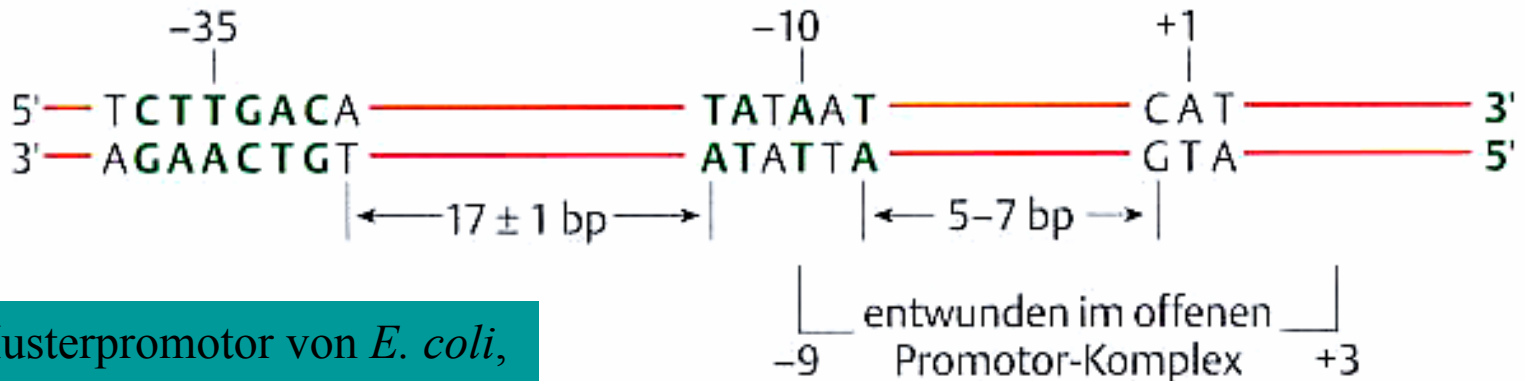 –35 –10 +1
5' TCTTGACA TATAAT CAT 3'
3' AGAACTGT ATATTA GTA 5'
17 ± 1 bp 5–7 bp
entwunden im offenen
–9 Promotor-Komplex +3
von E. coli,